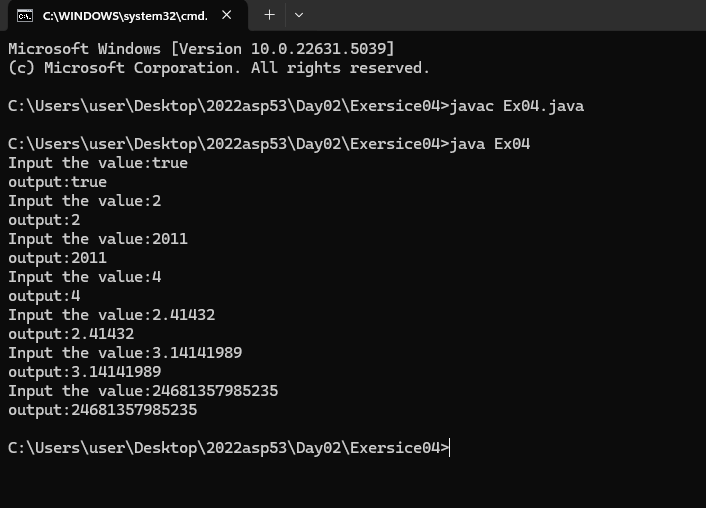 C:\WINDOWS\system32\cmd.
Microsoft Windows [Version 10.0.22631.5039]
(c) Microsoft Corporation. All rights reserved.
C:\Users\user\Desktop\2022asp53\Day02\Exersice04>javac Ex04.java
C:\Users\user\Desktop\2022asp53\Day02\Exersice04>java Ex04
Input the value:true
output:true
Input the value:2
output:2
Input the value:2011
output:2011
Input the value:4
output:4
Input the value:2.41432
output:2.41432
Input the value:3.14141989
output:3.14141989
Input the value:24681357985235
output:24681357985235
C:\Users\user\Desktop\2022asp53\Day02\Exersice04>